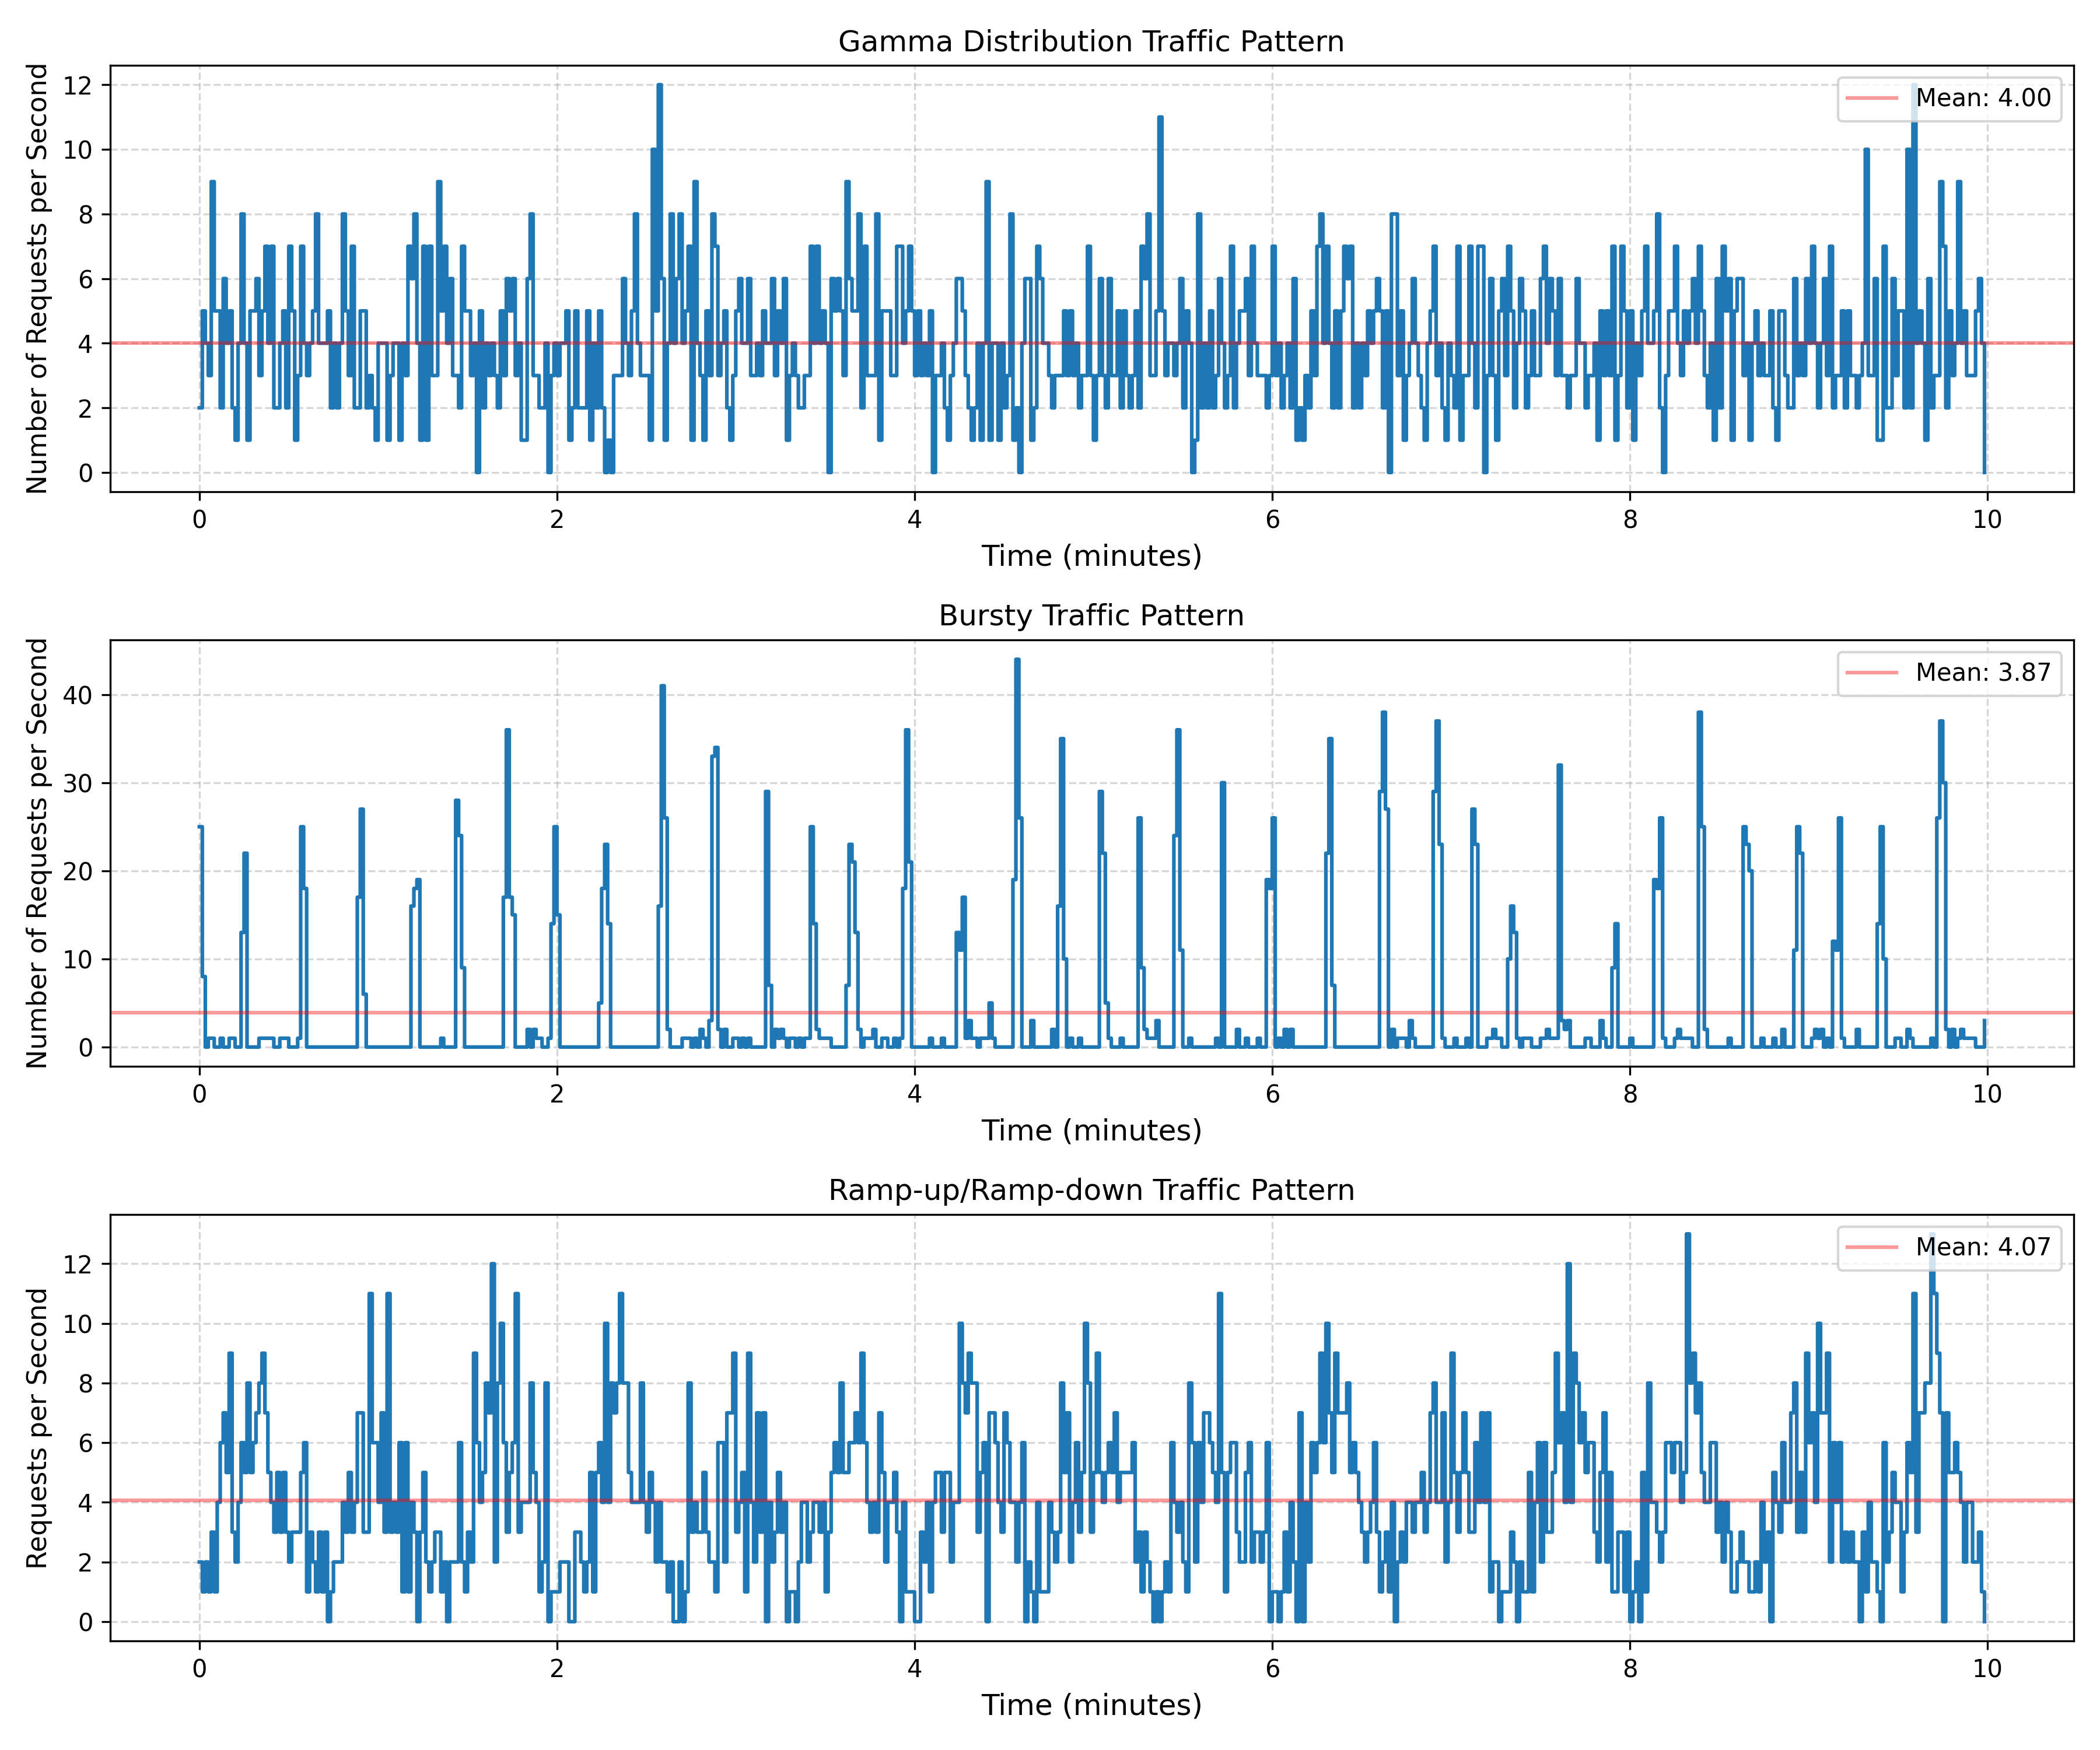 Gamma Distribution Traffic Pattern
Number of Requests per Second
12
10
8
6
4
2
0
Mean: 4.00
0 2 4 6 8 10
Time (minutes)
Bursty Traffic Pattern
Number of Requests per Second
40
30
20
10
0
Mean: 3.87
0 2 4 6 8 10
Time (minutes)
Ramp-up/Ramp-down Traffic Pattern
Requests per Second
12
10
8
6
4
2
0
Mean: 4.07
0 2 4 6 8 10
Time (minutes)